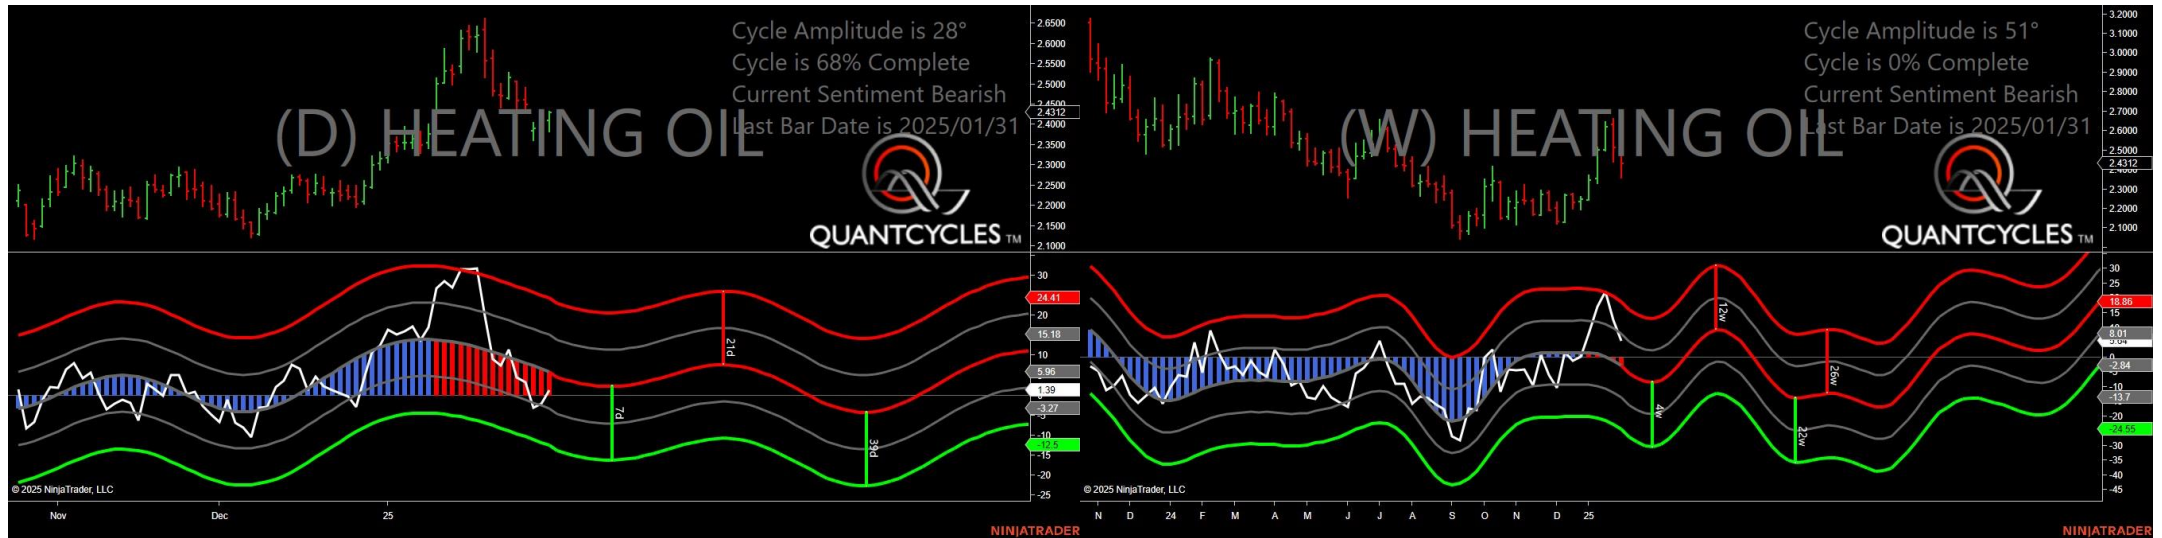 Cycle Amplitude is 28°
Cycle is 68% Complete
Current Sentiment Bearish
Last Bar Date is 2025/01/31
(D) HEATING OIL
QUANTCYCLES TM
2.6500
2.6000
2.5500
2.5000
2.4500
2.4312
2.4000
2.3500
2.3000
2.2500
2.2000
2.1500
2.1000
30
24.41
20
15.18
10
5.96
1.39
-3.27
-10
-12.5
-15
-20
-25
21d
7d
39d
© 2025 NinjaTrader, LLC
Nov
Dec
25
NINJATRADER
Cycle Amplitude is 51°
Cycle is 0% Complete
Current Sentiment Bearish
Last Bar Date is 2025/01/31
(W) HEATING OIL
QUANTCYCLES TM
3.2000
3.1000
3.0000
2.9000
2.8000
2.7000
2.6000
2.5000
2.4312
2.3000
2.2000
2.1000
30
25
18.86
15
8.01
5.64
0
-2.84
-10
-13.7
-20
-24.55
-30
-35
-40
-45
12w
26w
4w
22w
© 2025 NinjaTrader, LLC
N D 24 F M A M J J A S O N D 25
NINJATRADER